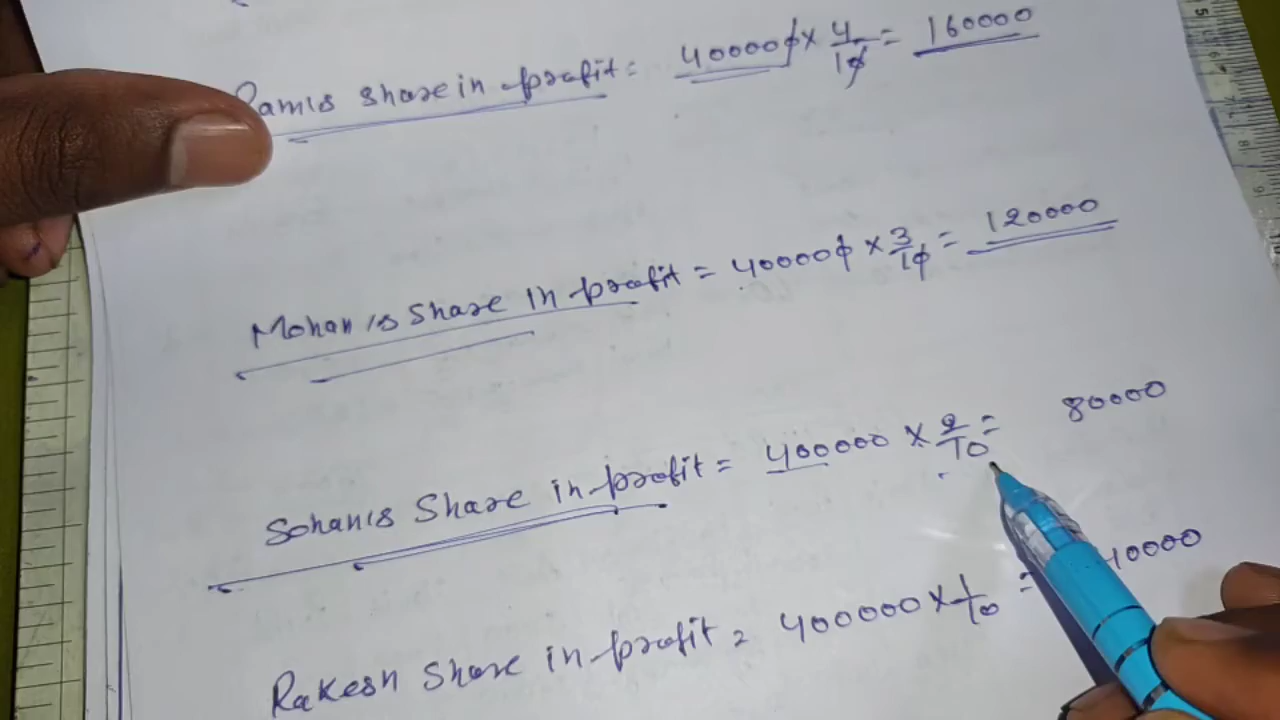 Ram's share in profit = 400000 x 4/10 = 160000
Mohan's share in profit = 400000 x 3/10 = 120000
Sohan's share in profit = 400000 x 2/10 = 80000
Rakesh share in profit = 400000 x 1/10 = 40000